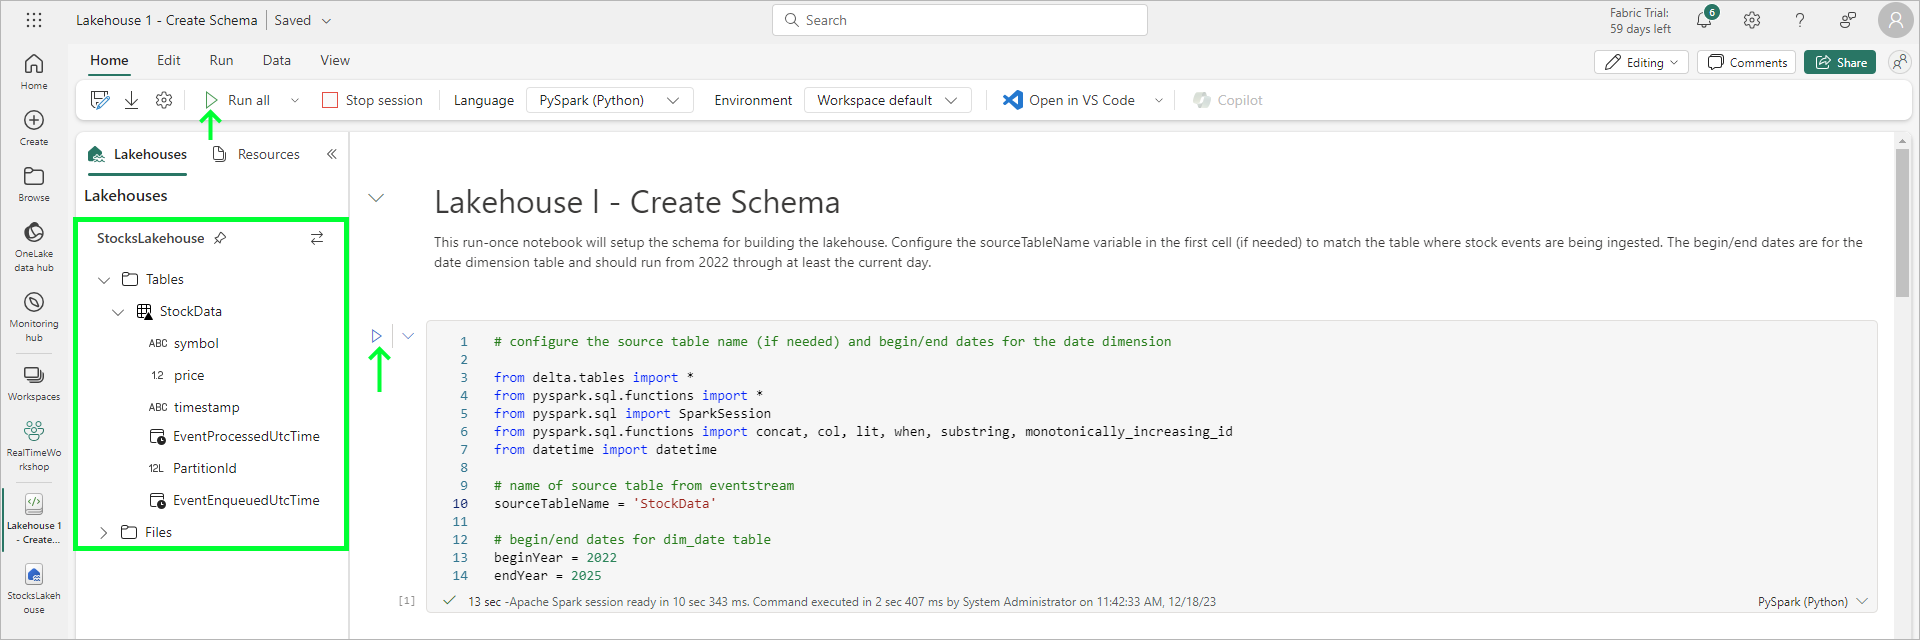 Lakehouse 1 - Create Schema
Saved
Search
Fabric Trial:
59 days left
6
Home
Edit
Run
Data
View
Editing
Comments
Share
Run all
Stop session
Language
PySpark (Python)
Environment
Workspace default
Open in VS Code
Copilot
Home
Create
Browse
OneLake
data hub
Monitoring
hub
Workspaces
RealTimeWo
rkshop
Lakehouse 1
- Create...
StocksLakeh
ouse
Lakehouses
Resources
Lakehouses
StocksLakehouse
Tables
StockData
ABC symbol
1.2 price
ABC timestamp
EventProcessedUtcTime
12L PartitionId
EventEnqueuedUtcTime
Files
Lakehouse l - Create Schema
This run-once notebook will setup the schema for building the lakehouse. Configure the sourceTableName variable in the first cell (if needed) to match the table where stock events are being ingested. The begin/end dates are for the
date dimension table and should run from 2022 through at least the current day.
1 # configure the source table name (if needed) and begin/end dates for the date dimension
2
3 from delta.tables import *
4 from pyspark.sql.functions import *
5 from pyspark.sql import SparkSession
6 from pyspark.sql.functions import concat, col, lit, when, substring, monotonically_increasing_id
7 from datetime import datetime
8
9 # name of source table from eventstream
10 sourceTableName = 'StockData'
11
12 # begin/end dates for dim_date table
13 beginYear = 2022
14 endYear = 2025
[1]
13 sec -Apache Spark session ready in 10 sec 343 ms. Command executed in 2 sec 407 ms by System Administrator on 11:42:33 AM, 12/18/23
PySpark (Python)